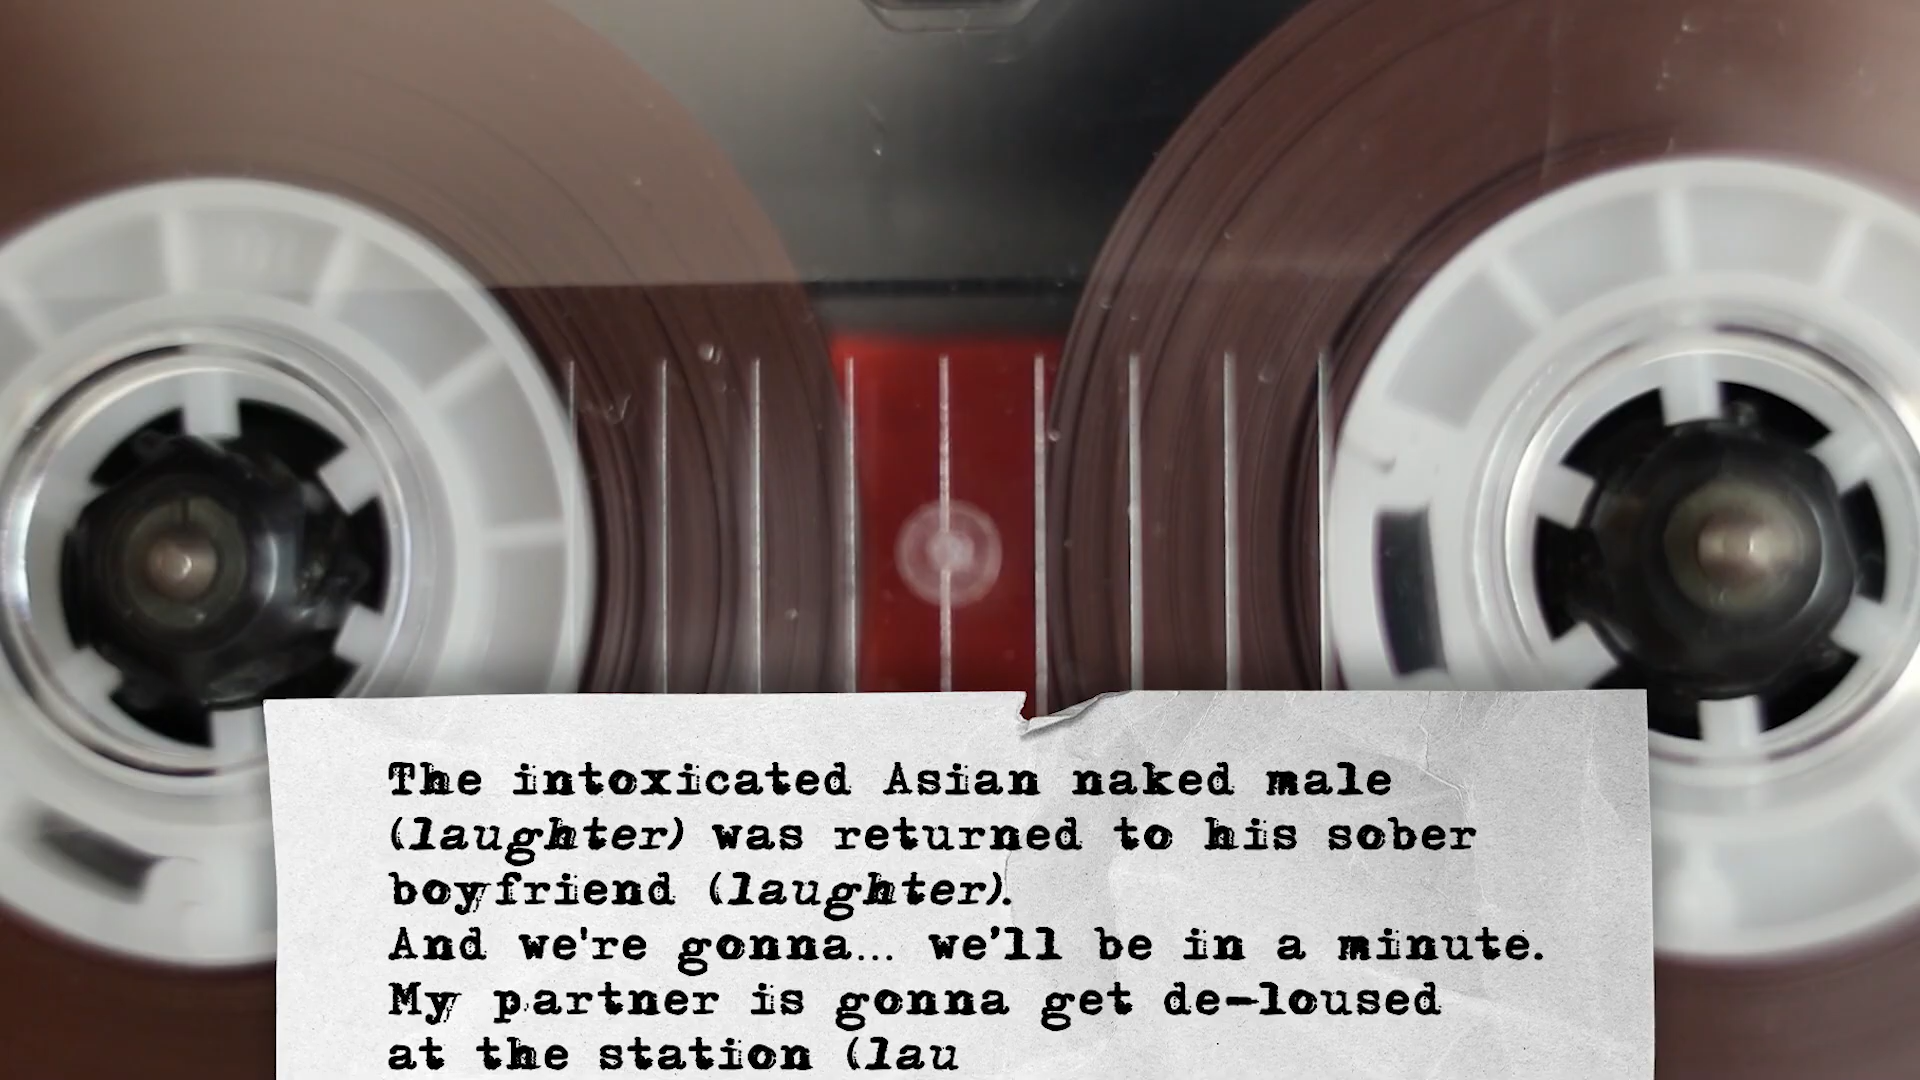 The intoxicated Asian naked male
(laughter) was returned to his sober
boyfriend (laughter).
And we're gonna... we'll be in a minute.
My partner is gonna get de-loused
at the station (lau